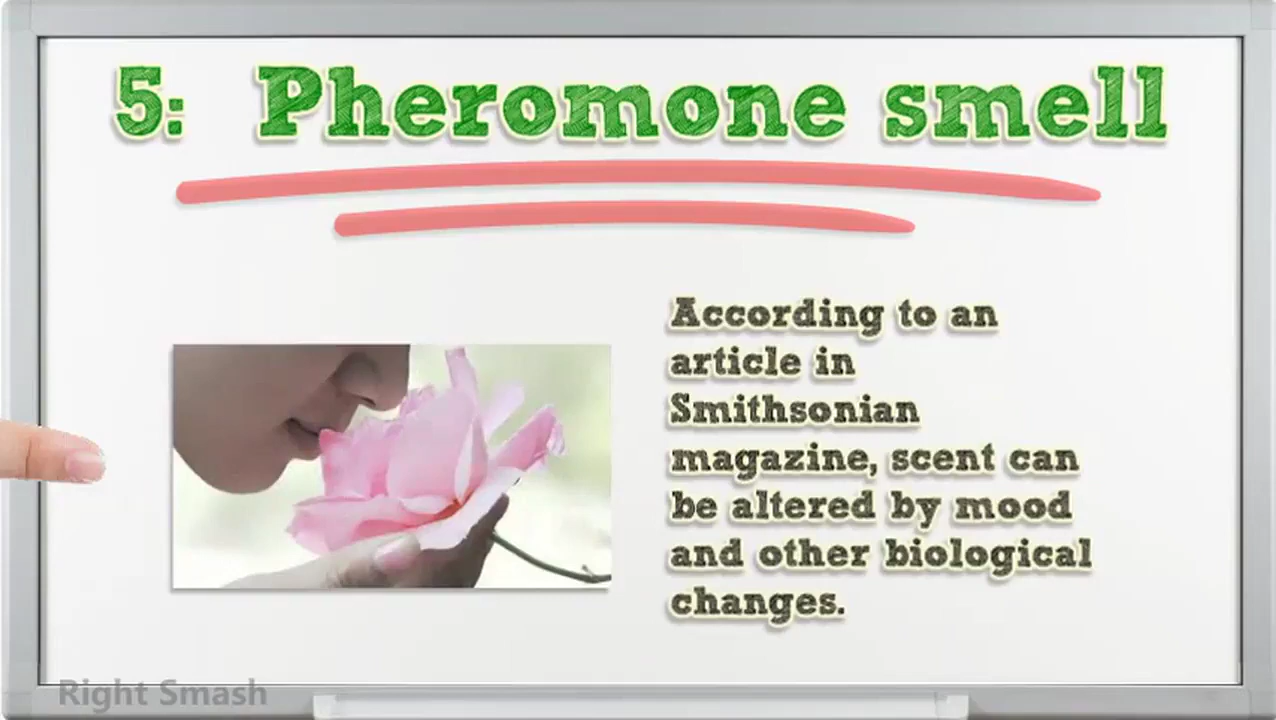 5: Pheromone smell
According to an
article in
Smithsonian
magazine, scent can
be altered by mood
and other biological
changes.
Right Smash